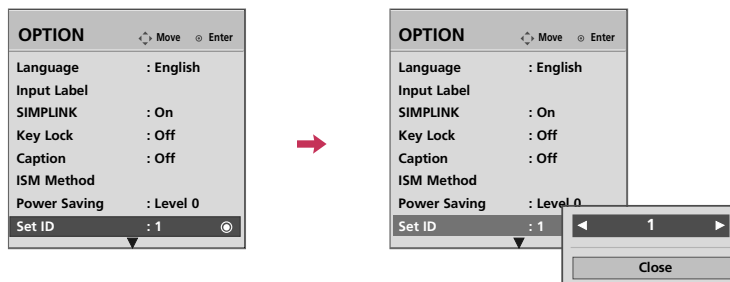 OPTION Move Enter
Language : English
Input Label
SIMPLINK : On
Key Lock : Off
Caption : Off
ISM Method
Power Saving : Level 0
Set ID : 1
OPTION Move Enter
Language : English
Input Label
SIMPLINK : On
Key Lock : Off
Caption : Off
ISM Method
Power Saving : Level 0
Set ID : 1
◀ 1 ▶
Close